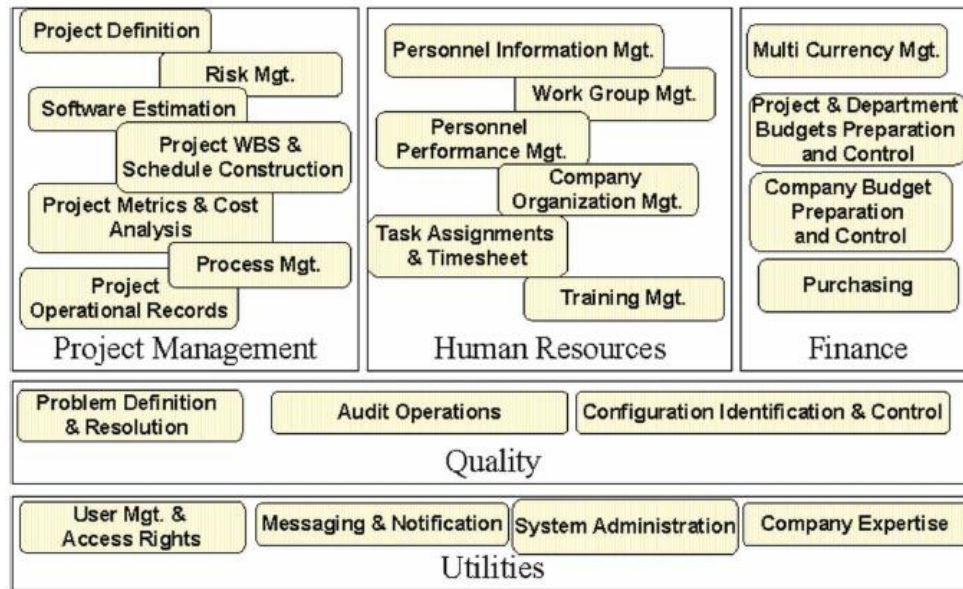 Project Definition
Risk Mgt.
Software Estimation
Project WBS &
Schedule Construction
Project Metrics & Cost
Analysis
Process Mgt.
Project
Operational Records
Project Management
Personnel Information Mgt.
Work Group Mgt.
Personnel
Performance Mgt.
Company
Organization Mgt.
Task Assignments
& Timesheet
Training Mgt.
Human Resources
Multi Currency Mgt.
Project & Department
Budgets Preparation
and Control
Company Budget
Preparation
and Control
Purchasing
Finance
Problem Definition
& Resolution
Audit Operations
Configuration Identification & Control
Quality
User Mgt. &
Access Rights
Messaging & Notification
System Administration
Company Expertise
Utilities